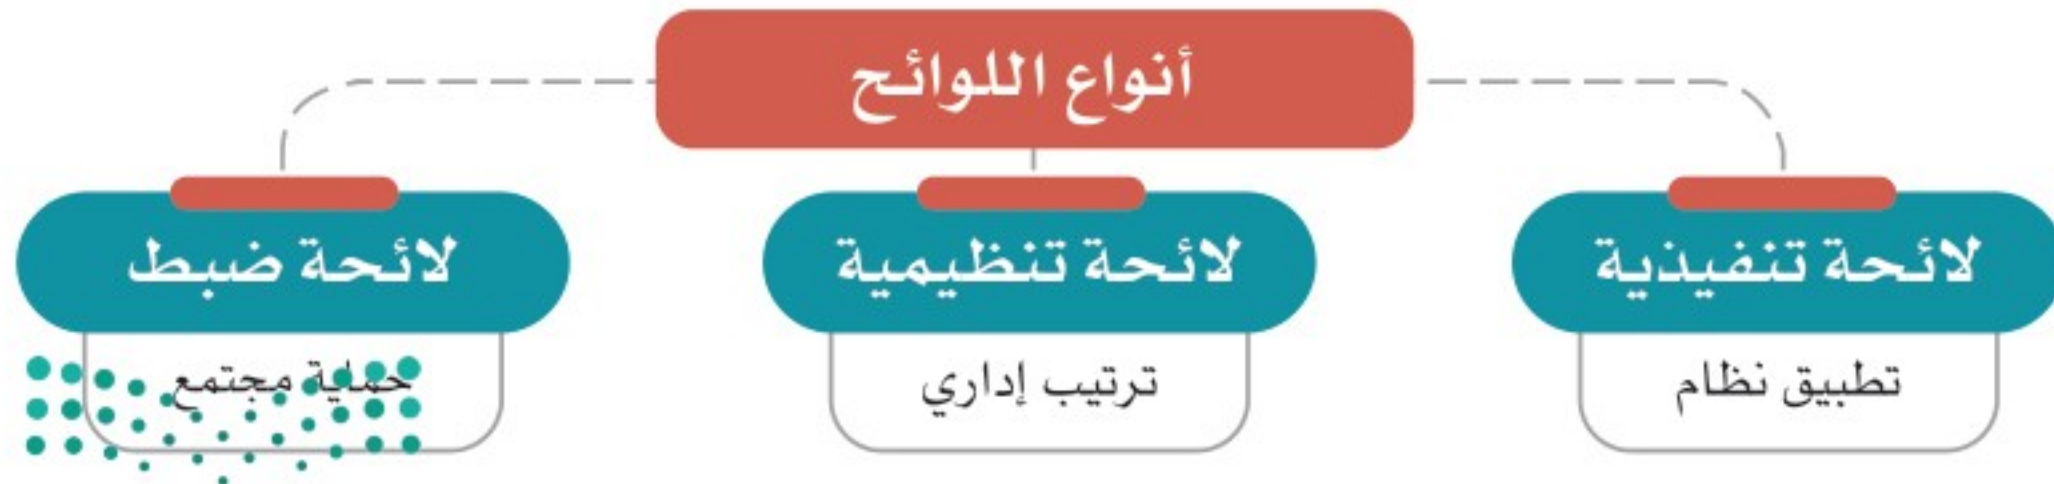 أنواع اللوائح
لائحة تنفيذية
تطبيق نظام
لائحة تنظيمية
ترتيب إداري
لائحة ضبط
حماية مجتمع